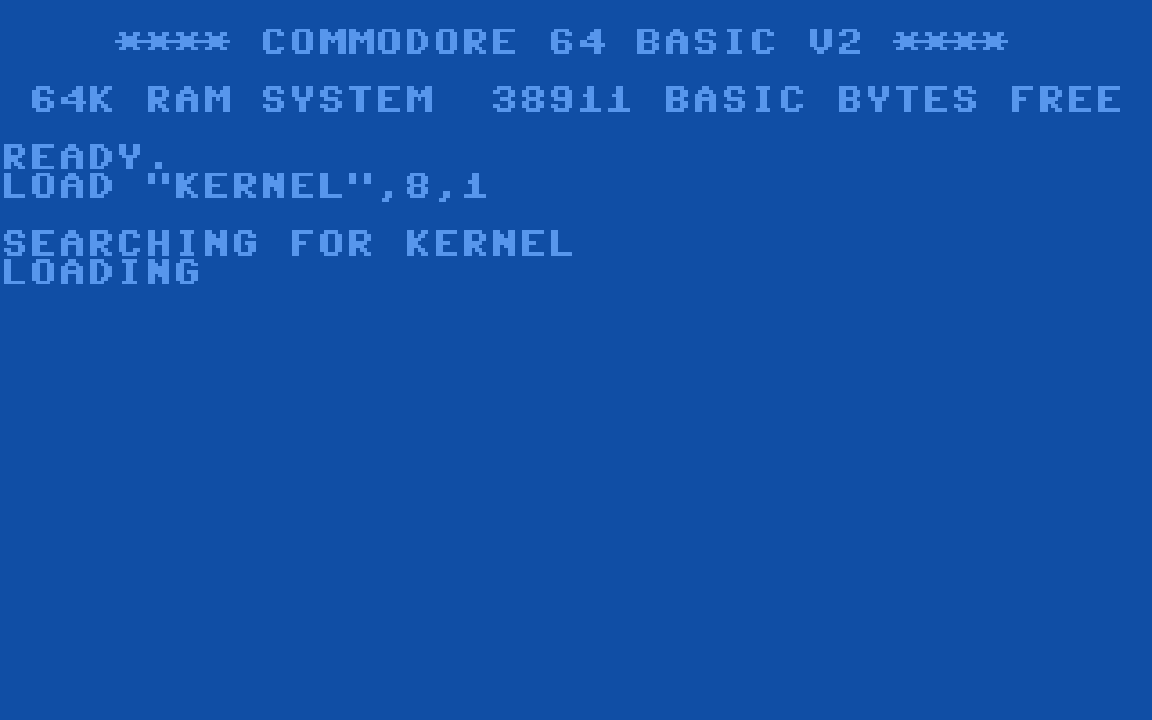 **** COMMODORE 64 BASIC V2 ****
64K RAM SYSTEM  38911 BASIC BYTES FREE
READY.
LOAD "KERNEL",8,1
SEARCHING FOR KERNEL
LOADING